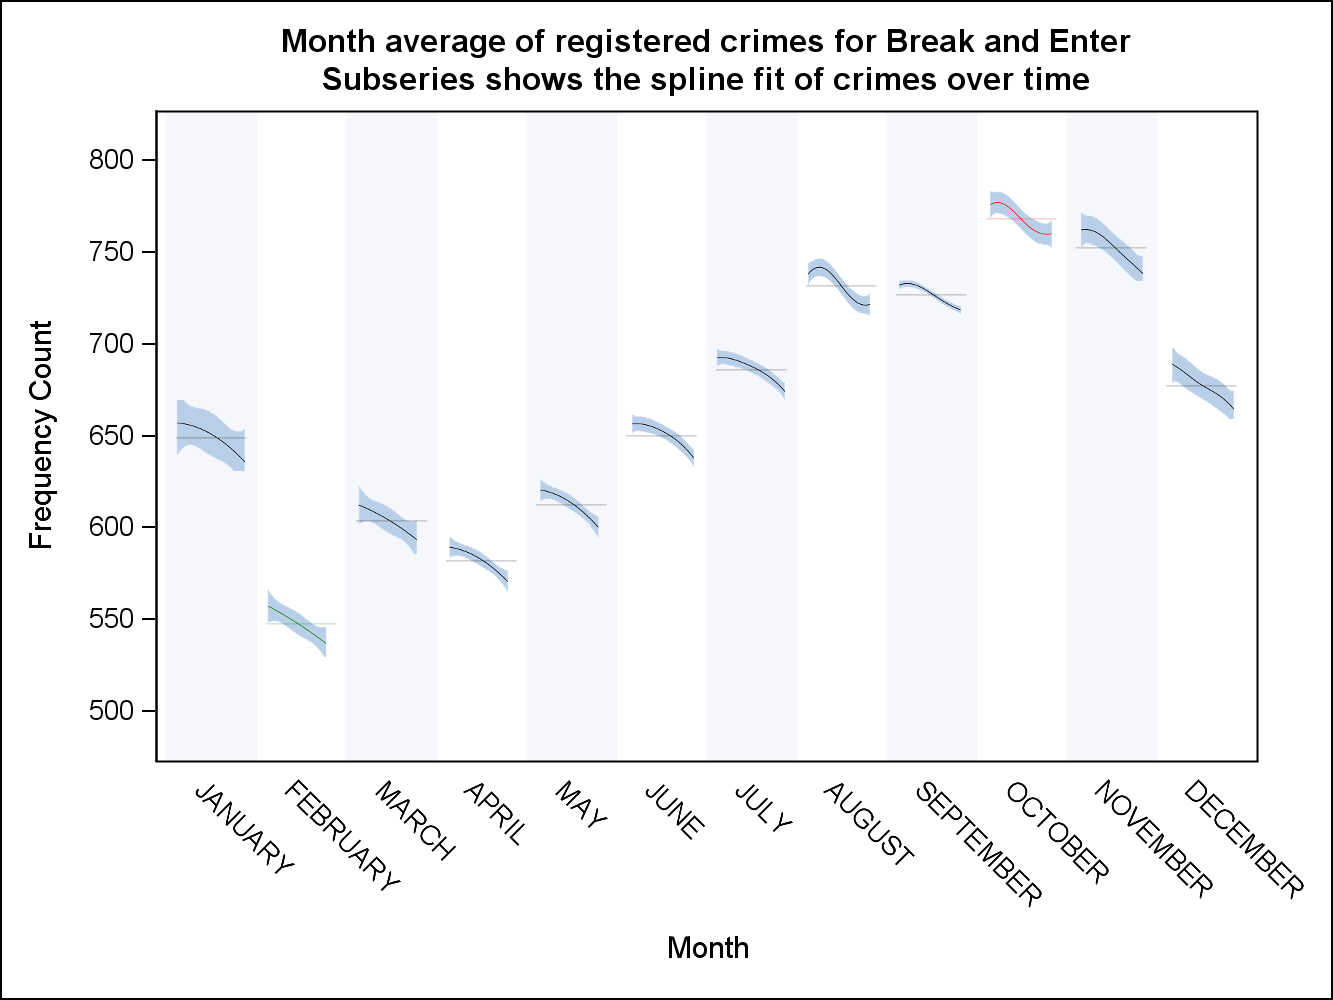 Month average of registered crimes for Break and Enter
Subseries shows the spline fit of crimes over time
800
750
700
650
600
550
500
Frequency Count
JANUARY
FEBRUARY
MARCH
APRIL
MAY
JUNE
JULY
AUGUST
SEPTEMBER
OCTOBER
NOVEMBER
DECEMBER
Month